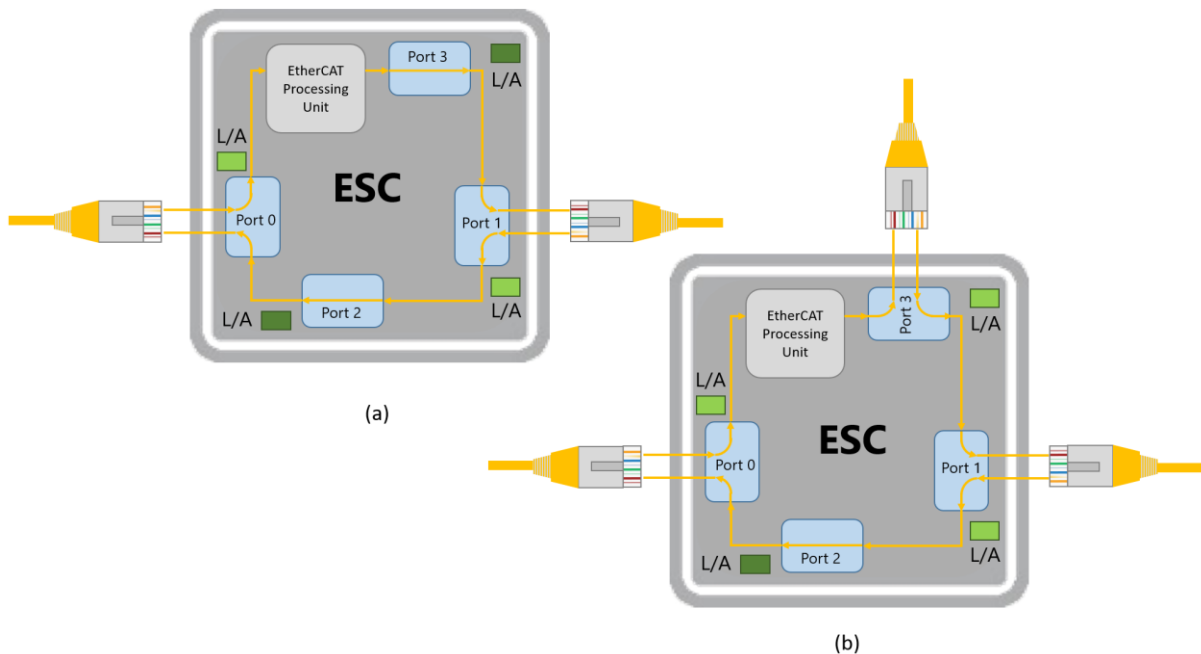 EtherCAT
Processing
Unit
Port 3
L/A
L/A
ESC
Port 0
Port 1
Port 2
L/A
L/A
(a)
EtherCAT
Processing
Unit
Port 3
L/A
L/A
ESC
Port 0
Port 1
Port 2
L/A
L/A
(b)